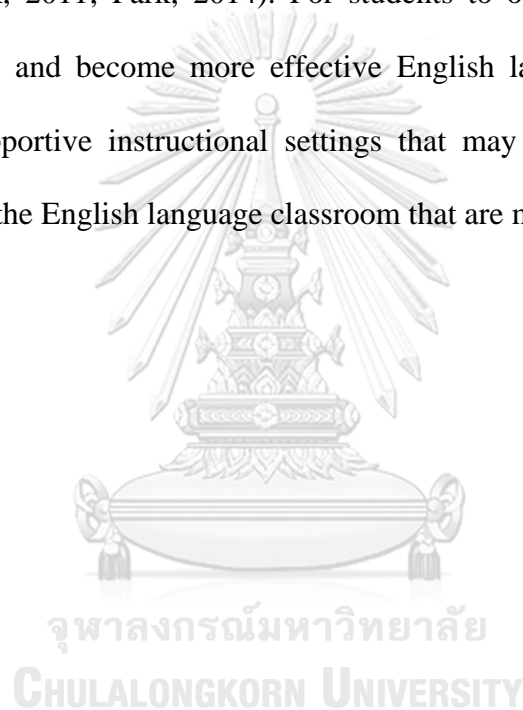 2011; Park, 2014). For students to
and become more effective English
instructional settings that may
the English language classroom that are
จุฬาลงกรณ์มหาวิทยาลัย
CHULALONGKORN UNIVERSITY